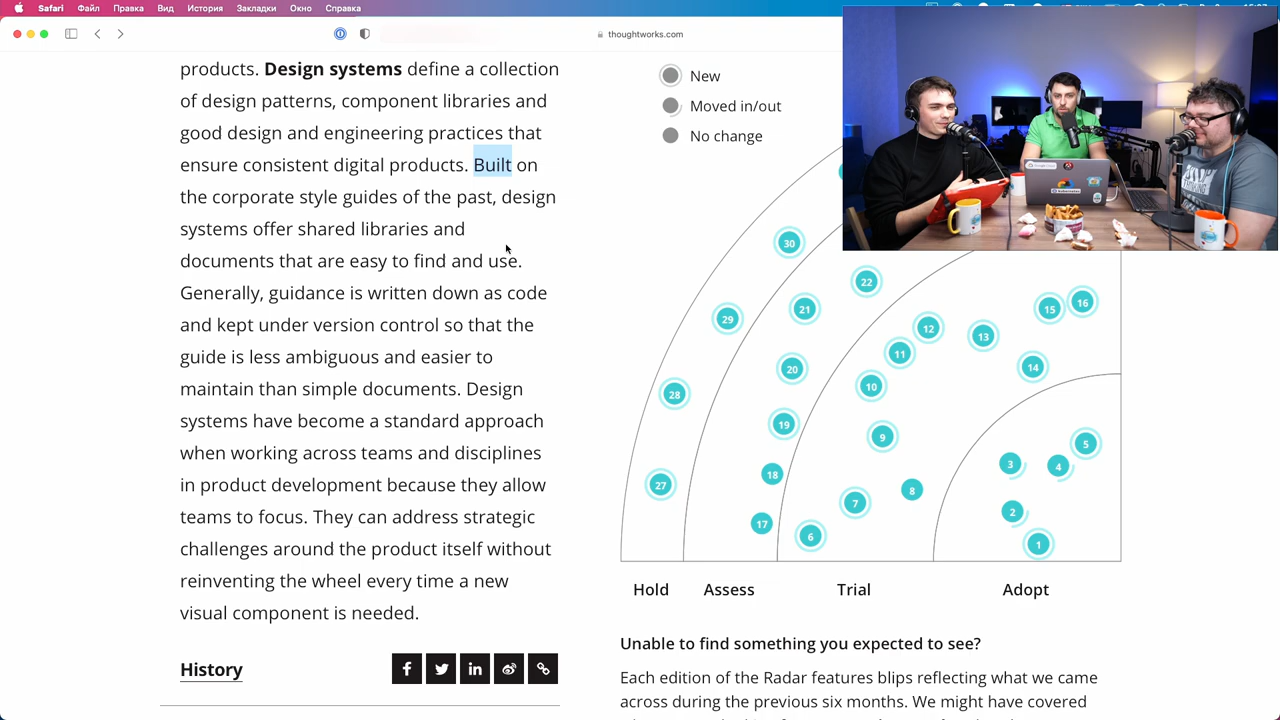 Safari Файл Правка Вид История Закладки Окно Справка
thoughtworks.com
products. Design systems define a collection
of design patterns, component libraries and
good design and engineering practices that
ensure consistent digital products. Built on
the corporate style guides of the past, design
systems offer shared libraries and
documents that are easy to find and use.
Generally, guidance is written down as code
and kept under version control so that the
guide is less ambiguous and easier to
maintain than simple documents. Design
systems have become a standard approach
when working across teams and disciplines
in product development because they allow
teams to focus. They can address strategic
challenges around the product itself without
reinventing the wheel every time a new
visual component is needed.
History
New
Moved in/out
No change
30
22
29
21
12
15
16
13
11
20
14
10
28
19
9
5
3
4
18
27
8
7
2
17
6
1
Hold Assess Trial Adopt
Unable to find something you expected to see?
Each edition of the Radar features blips reflecting what we came
across during the previous six months. We might have covered